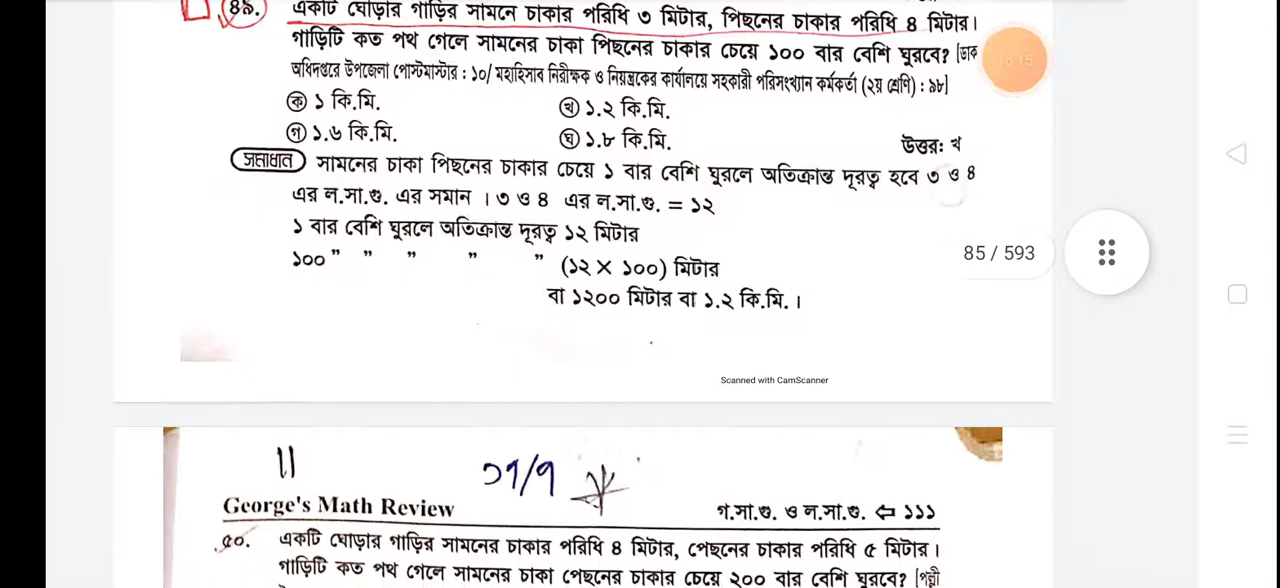 ৪৯. একটি ঘোড়ার গাড়ির সামনে চাকার পরিধি ৩ মিটার, পিছনের চাকার পরিধি ৪ মিটার।
গাড়িটি কত পথ গেলে সামনের চাকা পিছনের চাকার চেয়ে ১০০ বার বেশি ঘুরবে? [ডাক
অধিদপ্তরে উপজেলা পোস্টমাস্টার : ১০/ মহাহিসাব নিরীক্ষক ও নিয়ন্ত্রকের কার্যালয়ে সহকারী পরিসংখ্যান কর্মকর্তা (২য় শ্রেণি) : ৯৮]
ক ১ কি.মি. খ ১.২ কি.মি.
গ ১.৬ কি.মি. ঘ ১.৮ কি.মি. উত্তর: খ
সমাধান সামনের চাকা পিছনের চাকার চেয়ে ১ বার বেশি ঘুরলে অতিক্রান্ত দূরত্ব হবে ৩ ও ৪
এর ল.সা.গু. এর সমান । ৩ ও ৪ এর ল.সা.গু. = ১২
১ বার বেশি ঘুরলে অতিক্রান্ত দূরত্ব ১২ মিটার
১০০ " " " " " (১২ × ১০০) মিটার
বা ১২০০ মিটার বা ১.২ কি.মি. ।
85 / 593
Scanned with CamScanner
11 ১৭/৭
George's Math Review গ.সা.গু. ও ল.সা.গু. ⇦ ১১১
৫০. একটি ঘোড়ার গাড়ির সামনের চাকার পরিধি ৪ মিটার, পেছনের চাকার পরিধি ৫ মিটার।
গাড়িটি কত পথ গেলে সামনের চাকা পেছনের চাকার চেয়ে ২০০ বার বেশি ঘুরবে? [পল্লী